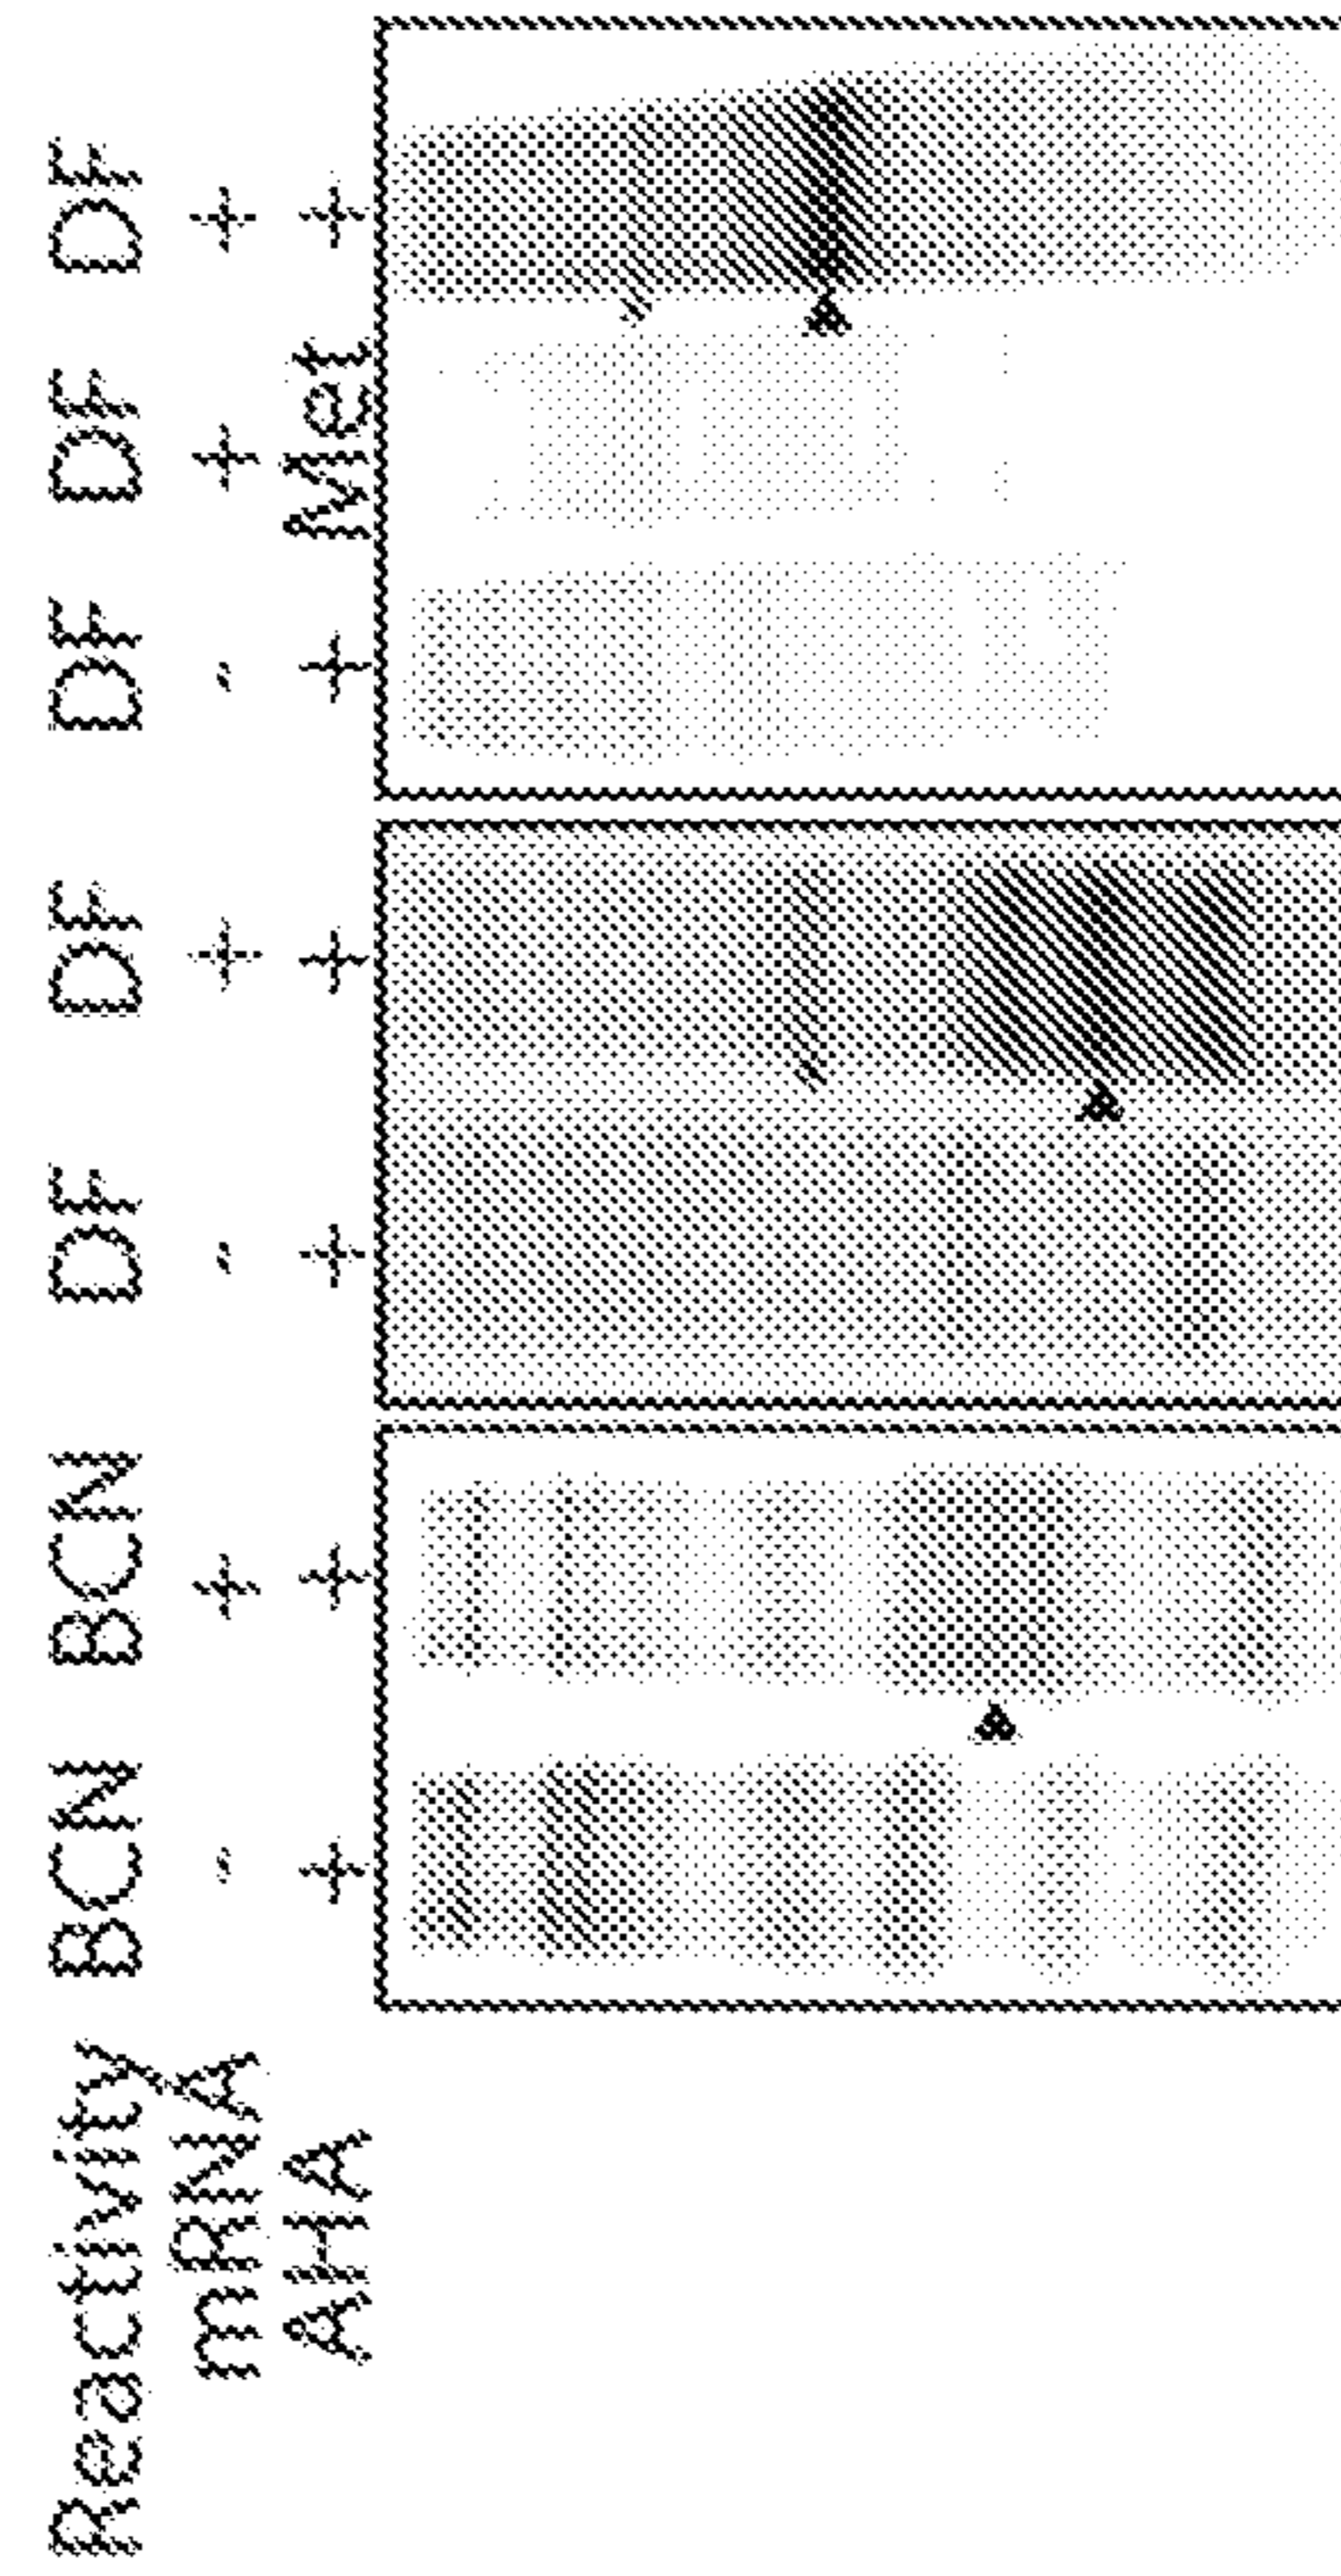 Reactivity BCN BCN DF DF DF DF DF
mRNA - + - + - + +
AHA + + + + + Met +